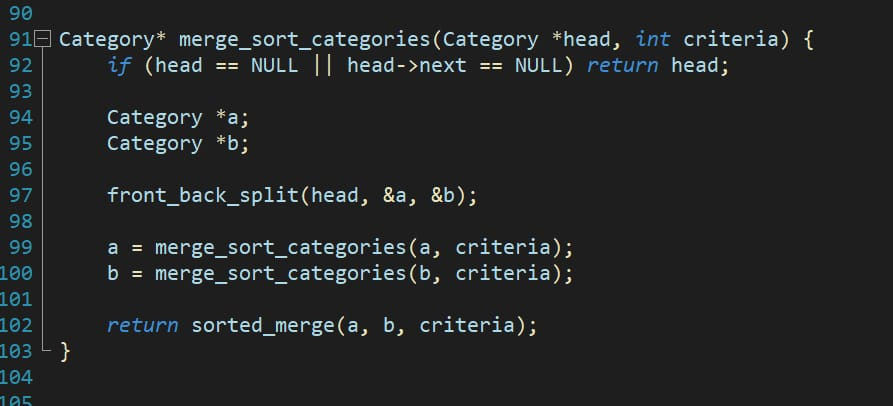 90
91 Category* merge_sort_categories(Category *head, int criteria) {
92     if (head == NULL || head->next == NULL) return head;
93
94     Category *a;
95     Category *b;
96
97     front_back_split(head, &a, &b);
98
99     a = merge_sort_categories(a, criteria);
100     b = merge_sort_categories(b, criteria);
101
102     return sorted_merge(a, b, criteria);
103 }
104
105